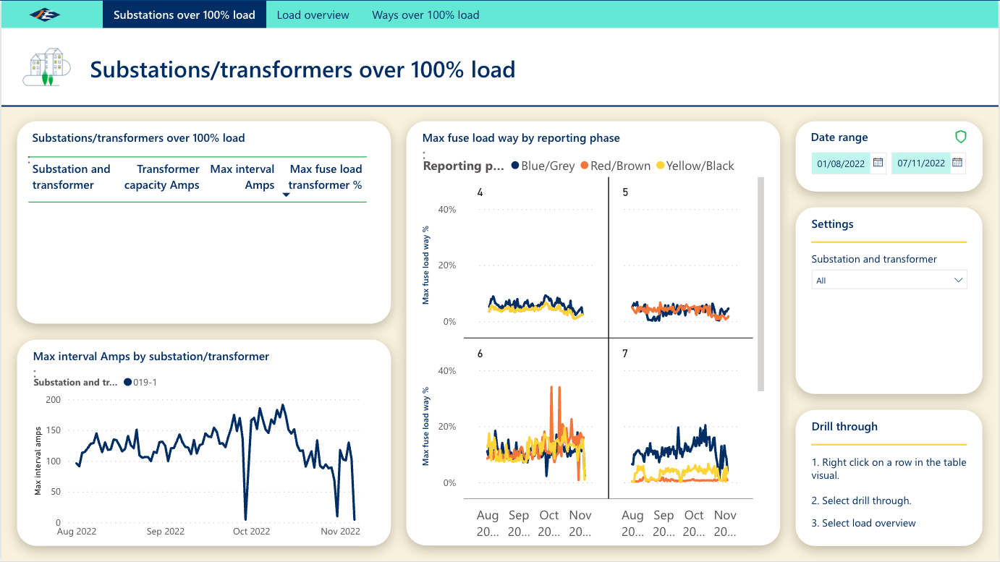 Substations over 100% load
Load overview
Ways over 100% load
Substations/transformers over 100% load
Substations/transformers over 100% load
Substation and transformer
Transformer capacity Amps
Max interval Amps
Max fuse load transformer %
Max interval Amps by substation/transformer
Substation and tr... 019-1
Max interval amps
200
150
100
50
0
Aug 2022 Sep 2022 Oct 2022 Nov 2022
Max fuse load way by reporting phase
Reporting p... Blue/Grey Red/Brown Yellow/Black
4
5
Max fuse load way %
40%
20%
0%
6
7
Max fuse load way %
40%
20%
0%
Aug Sep Oct Nov Aug Sep Oct Nov
20... 20... 20... 20... 20... 20... 20... 20...
Date range
01/08/2022 07/11/2022
Settings
Substation and transformer
All
Drill through
1. Right click on a row in the table
visual.
2. Select drill through.
3. Select load overview